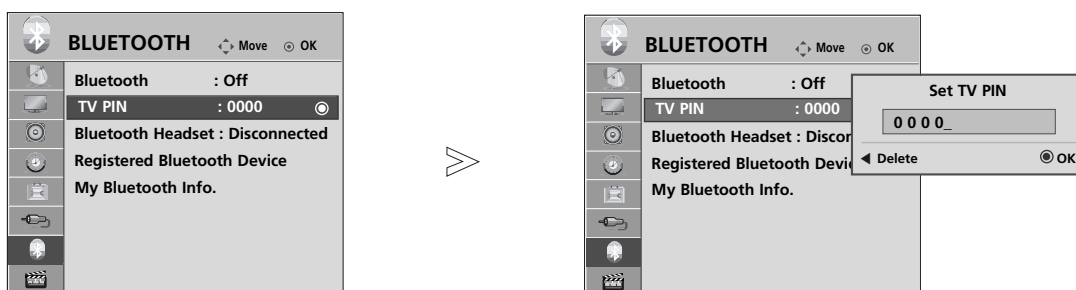 BLUETOOTH Move OK
Bluetooth : Off
TV PIN : 0000
Bluetooth Headset : Disconnected
Registered Bluetooth Device
My Bluetooth Info.
BLUETOOTH Move OK
Bluetooth : Off
TV PIN : 0000
Bluetooth Headset : Discon
Registered Bluetooth Devi
My Bluetooth Info.
Set TV PIN
0 0 0 0_
Delete OK